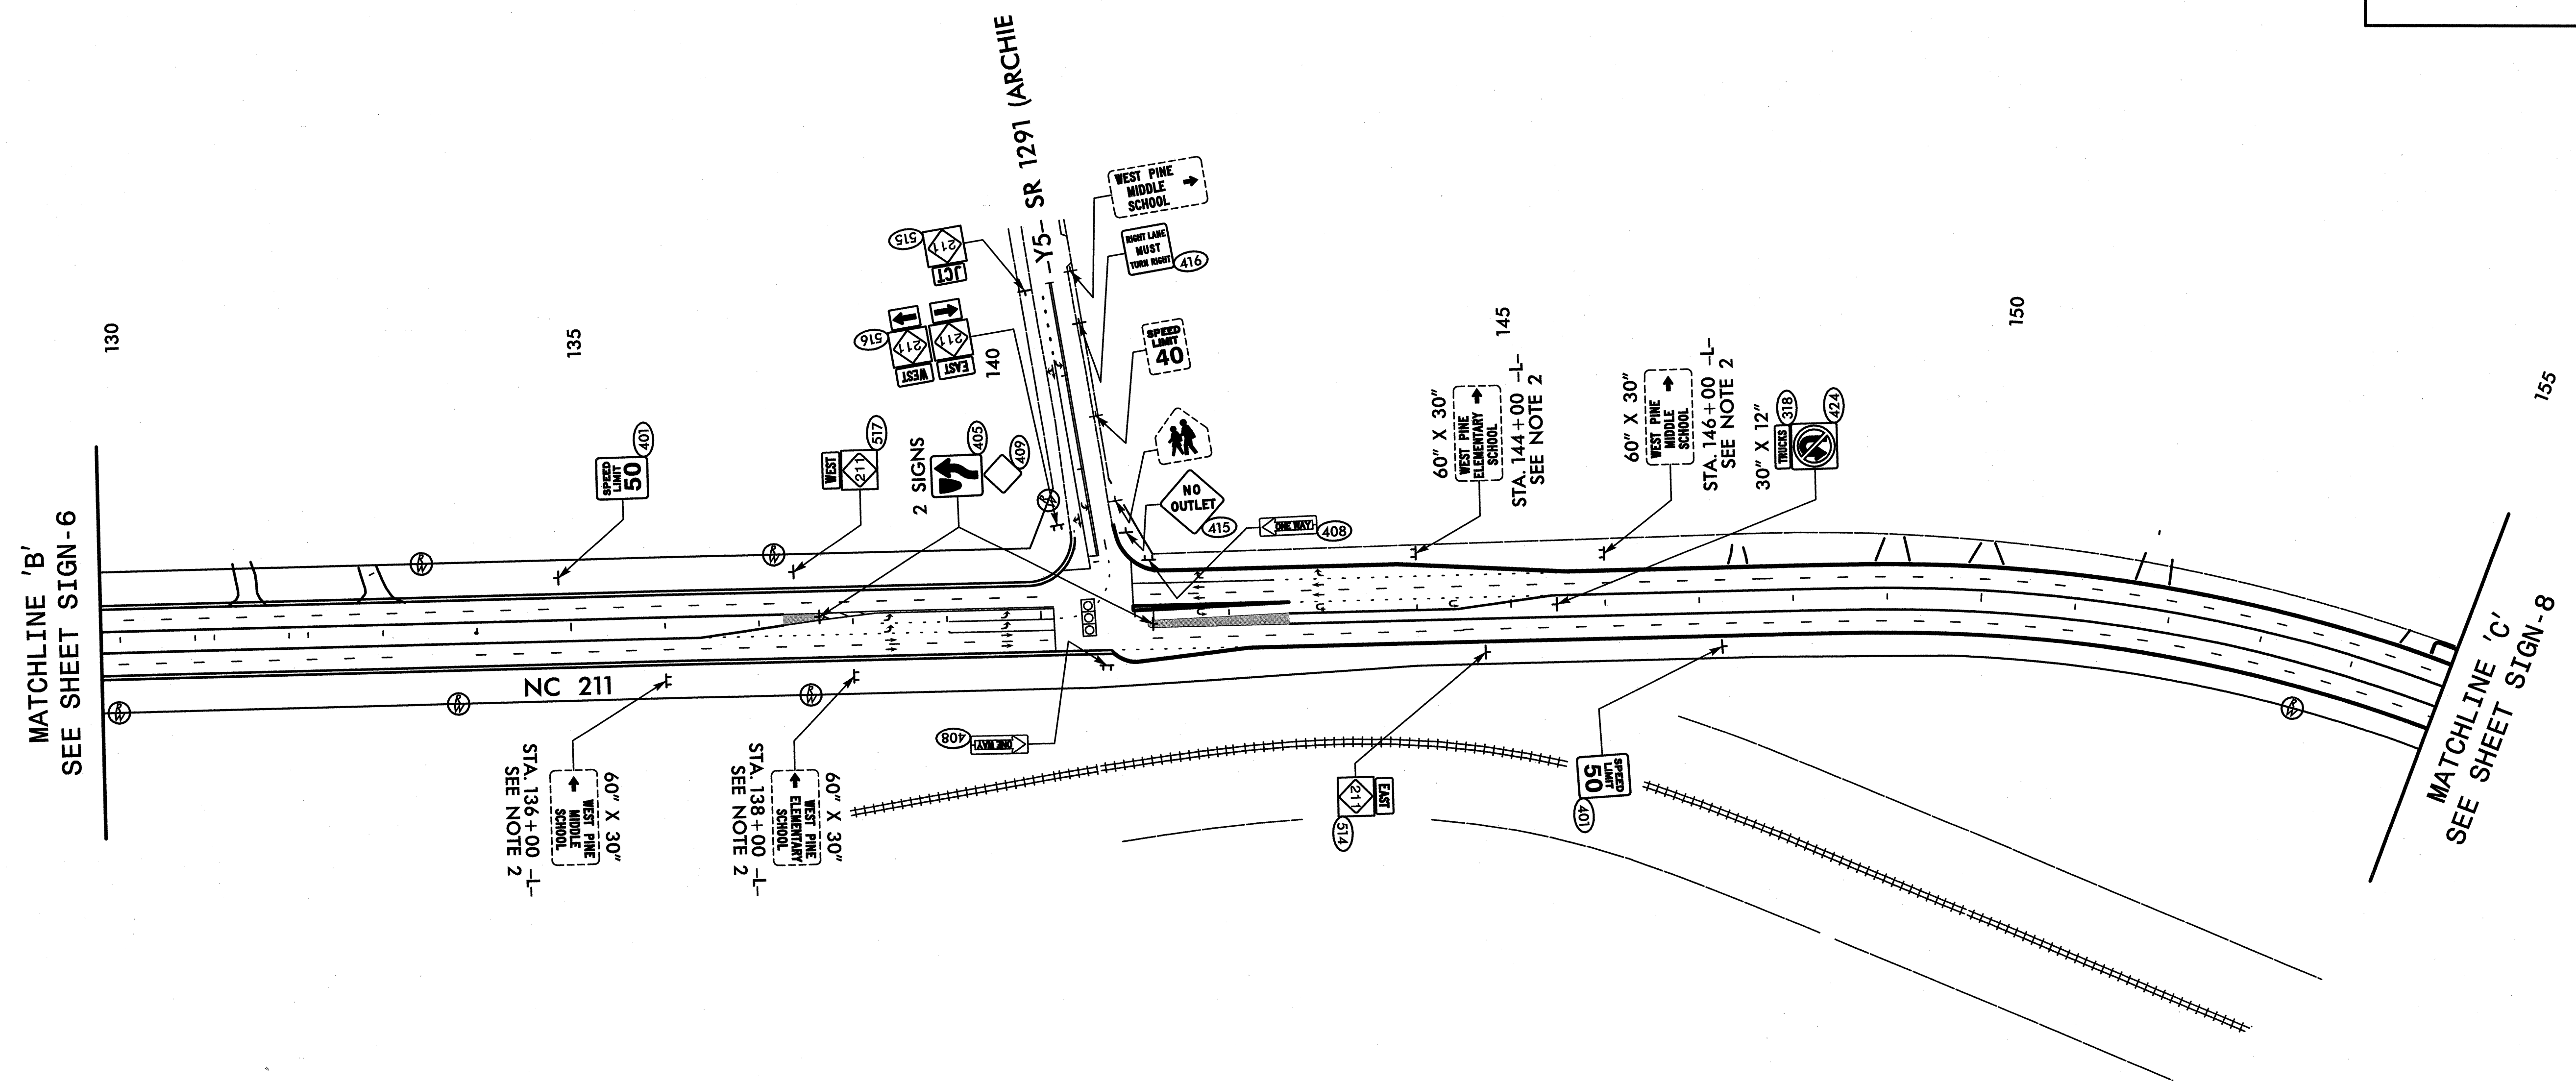 SR 1291 (ARCHIE
-Y5-
WEST PINE
MIDDLE
SCHOOL
RIGHT LANE
MUST
TURN RIGHT
416
515
211
JCT
516
211
211
WEST
EAST
SPEED
LIMIT
40
130
135
140
145
150
155
MATCHLINE 'B'
SEE SHEET SIGN-6
SPEED
LIMIT
50
401
WEST
211
517
2 SIGNS
405
409
NO
OUTLET
415
ONE WAY
408
60" X 30"
WEST PINE
ELEMENTARY
SCHOOL
STA. 144+00 -L-
SEE NOTE 2
60" X 30"
WEST PINE
MIDDLE
SCHOOL
STA. 146+00 -L-
SEE NOTE 2
30" X 12"
TRUCKS
318
424
R/W
R/W
R/W
NC 211
R/W
R/W
R/W
R/W
60" X 30"
WEST PINE
MIDDLE
SCHOOL
STA. 136+00 -L-
SEE NOTE 2
60" X 30"
WEST PINE
ELEMENTARY
SCHOOL
STA. 138+00 -L-
SEE NOTE 2
408
ONE WAY
EAST
211
514
SPEED
LIMIT
50
401
MATCHLINE 'C'
SEE SHEET SIGN-8